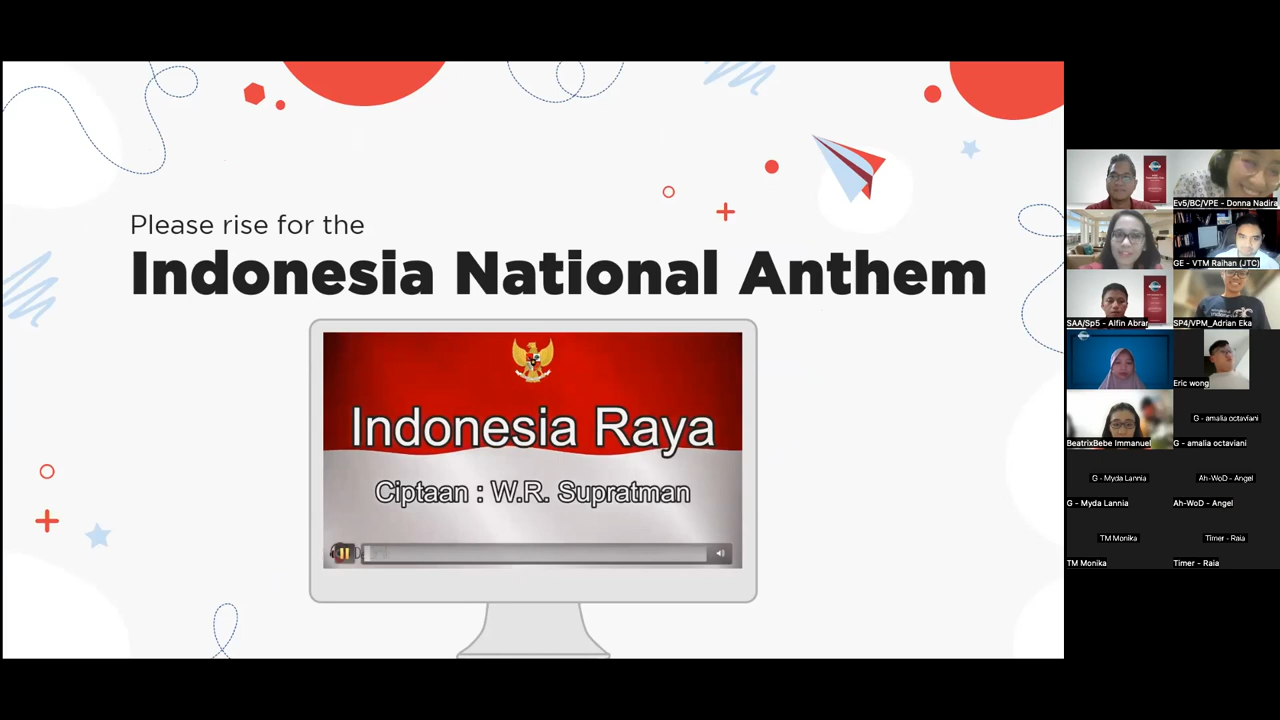 Please rise for the
Indonesia National Anthem
Indonesia Raya
Ciptaan : W.R. Supratman
Ev5/BC/VPE - Donna Nadira
GE - VTM Raihan (JTC)
SAA/Sp5 - Alfin Abrar
SP4/VPM_Adrian Eka
Eric wong
BeatrixBebe Immanuel
G - amalia octaviani
G - amalia octaviani
G - Myda Lannia
Ah-WoD - Angel
G - Myda Lannia
Ah-WoD - Angel
TM Monika
Timer - Raia
TM Monika
Timer - Raia